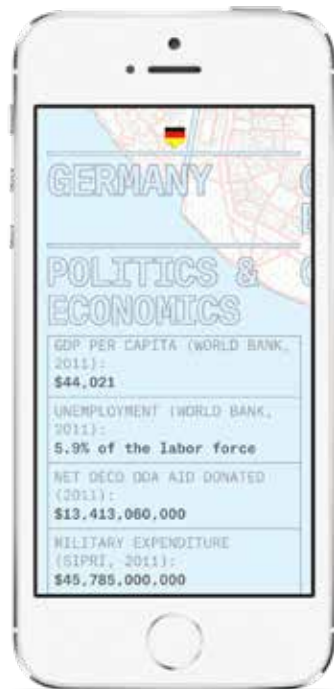 GERMANY
POLITICS &
ECONOMICS
GDP PER CAPITA (WORLD BANK,
2011):
$44,021
UNEMPLOYMENT (WORLD BANK,
2011):
5.9% of the labor force
NET OECD ODA AID DONATED
(2011):
$13,413,060,000
MILITARY EXPENDITURE
(SIPRI, 2011):
$45,785,000,000